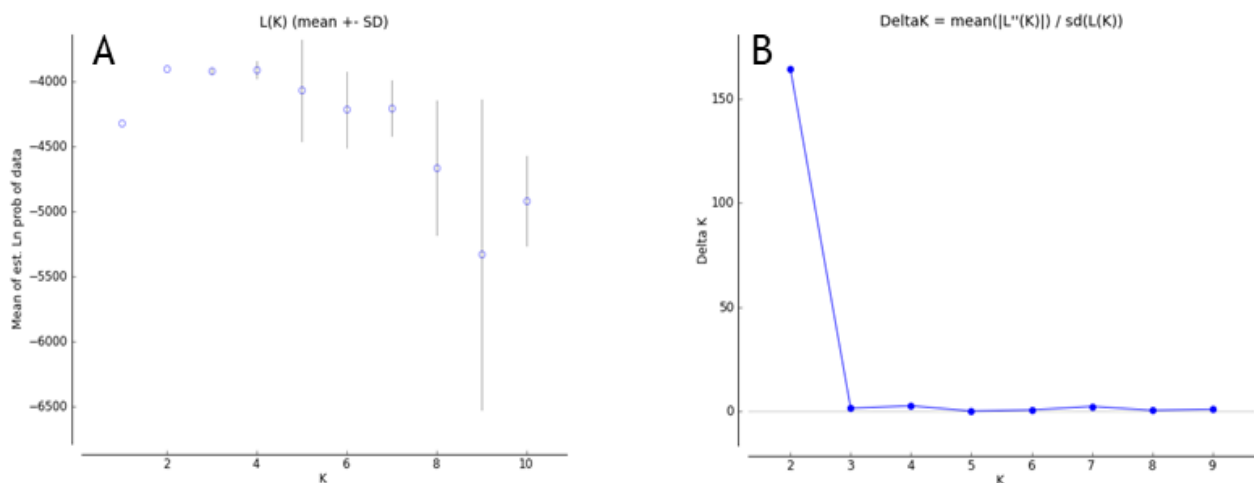 A
L(K) (mean +- SD)
Mean of est. Ln prob of data
−4000
−4500
−5000
−5500
−6000
−6500
2 4 6 8 10
K
B
DeltaK = mean(|L''(K)|) / sd(L(K))
Delta K
150
100
50
0
2 3 4 5 6 7 8 9
K